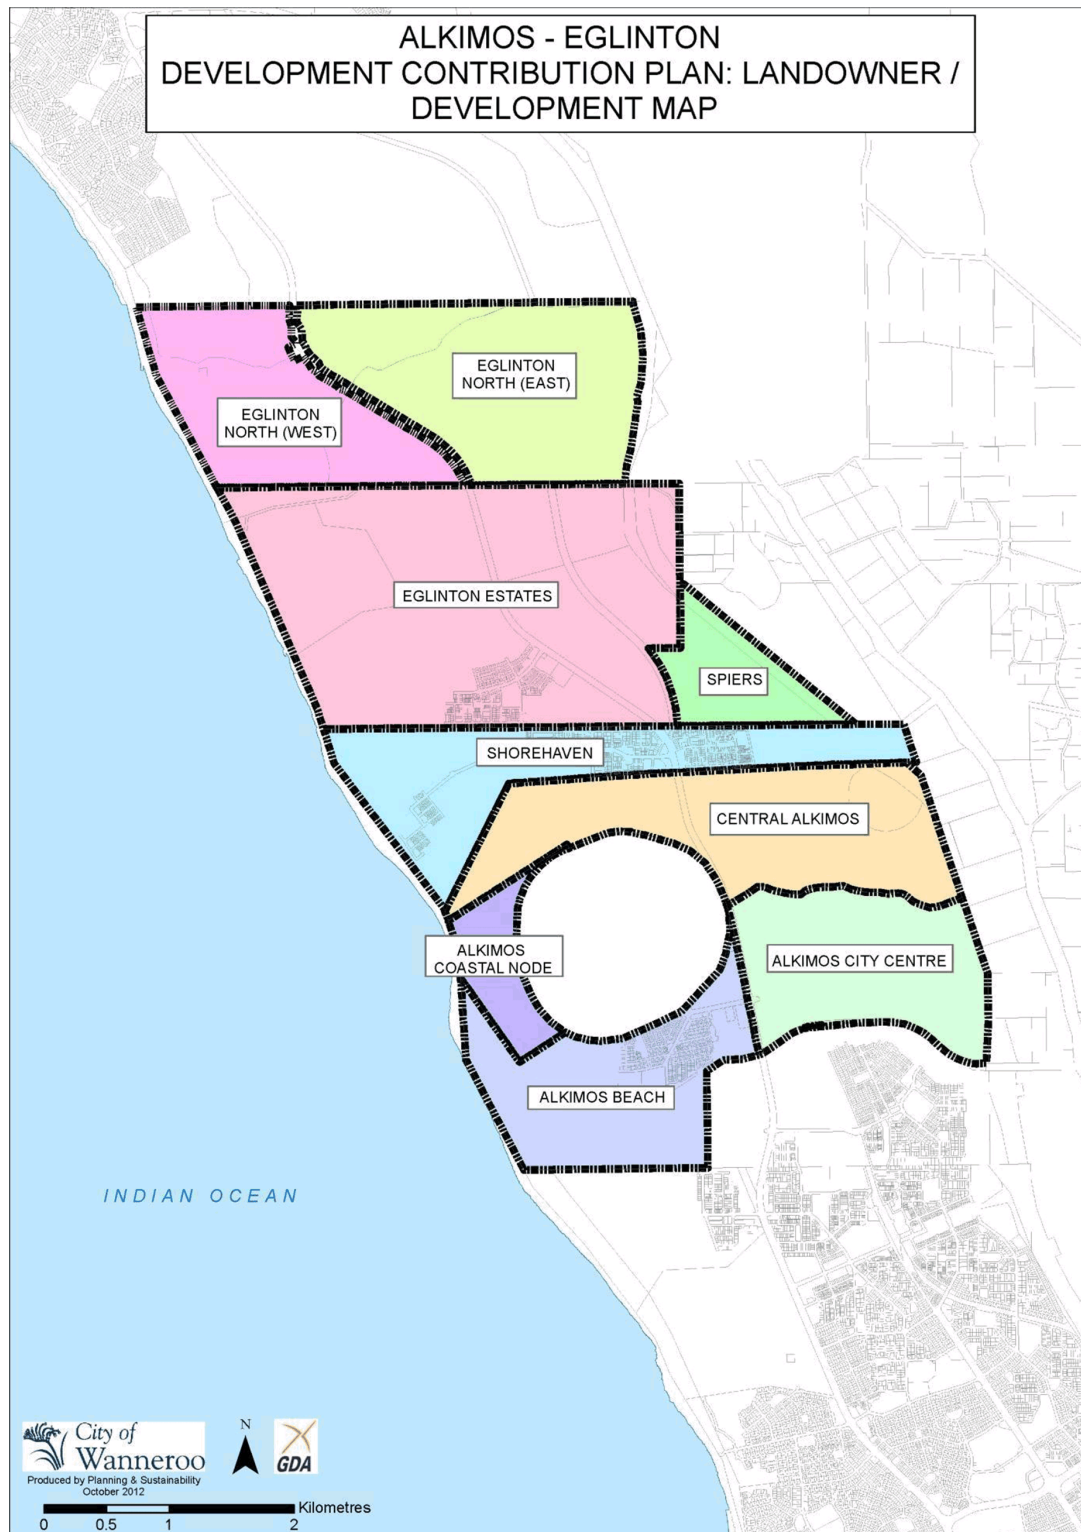 ALKIMOS - EGLINTON
DEVELOPMENT CONTRIBUTION PLAN: LANDOWNER /
DEVELOPMENT MAP
EGLINTON
NORTH (EAST)
EGLINTON
NORTH (WEST)
EGLINTON ESTATES
SPIERS
SHOREHAVEN
CENTRAL ALKIMOS
ALKIMOS
COASTAL NODE
ALKIMOS CITY CENTRE
ALKIMOS BEACH
INDIAN OCEAN
City of
Wanneroo
N
GDA
Produced by Planning & Sustainability
October 2012
Kilometres
0 0.5 1 2